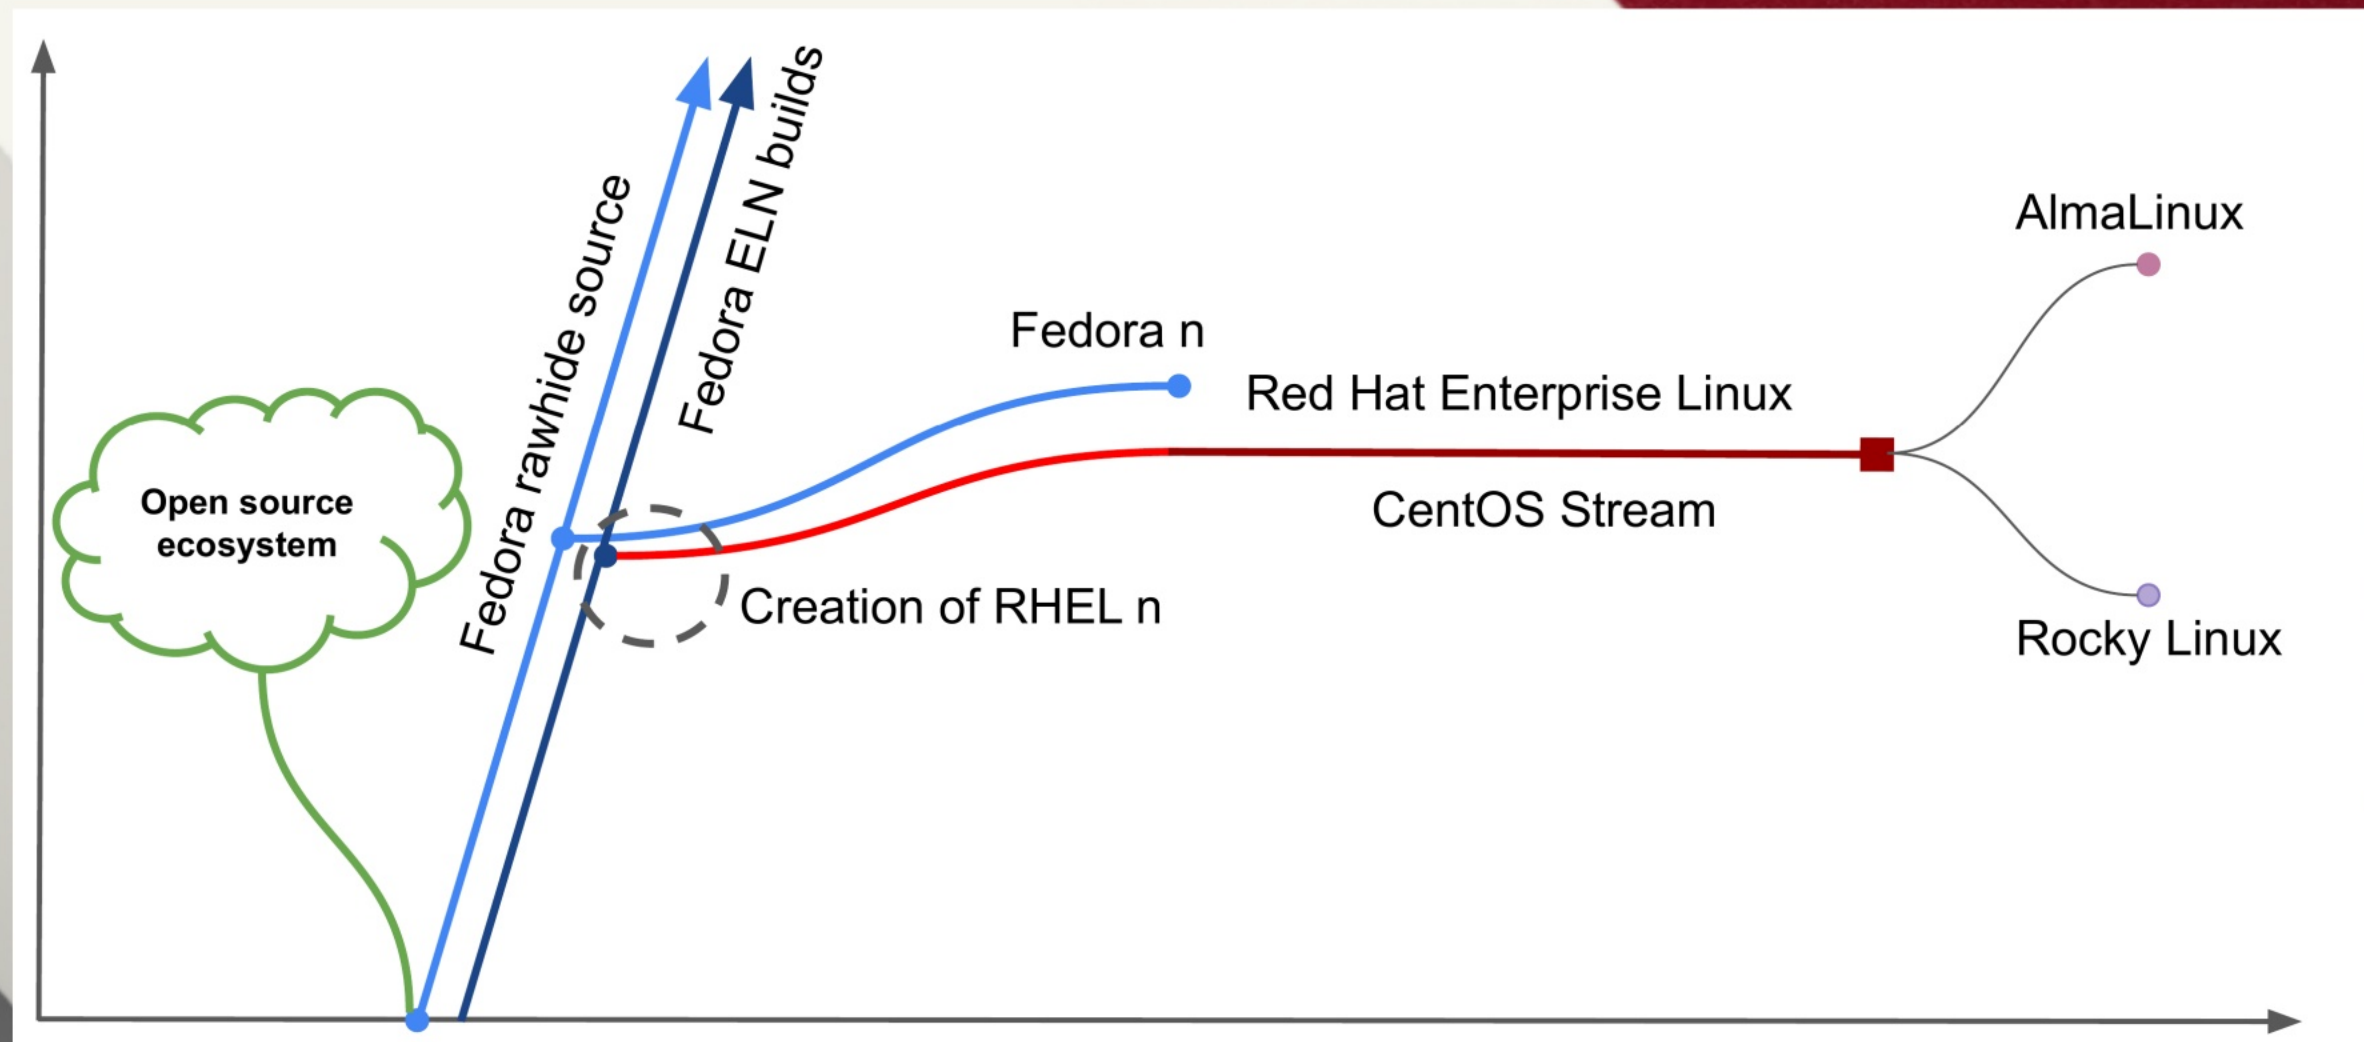 Open source
ecosystem
Fedora rawhide source
Fedora ELN builds
Fedora n
Creation of RHEL n
Red Hat Enterprise Linux
CentOS Stream
AlmaLinux
Rocky Linux